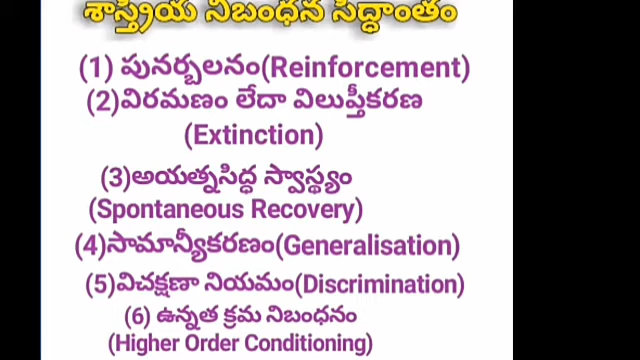 శాస్త్రీయ నిబంధన సిద్ధాంతం
(1) పునర్బలనం(Reinforcement)
(2)విరమణం లేదా విలుప్తీకరణ
(Extinction)
(3)అయత్నసిద్ధ స్వాస్థ్యం
(Spontaneous Recovery)
(4)సామాన్యీకరణం(Generalisation)
(5)విచక్షణా నియమం(Discrimination)
(6) ఉన్నత క్రమ నిబంధనం
(Higher Order Conditioning)